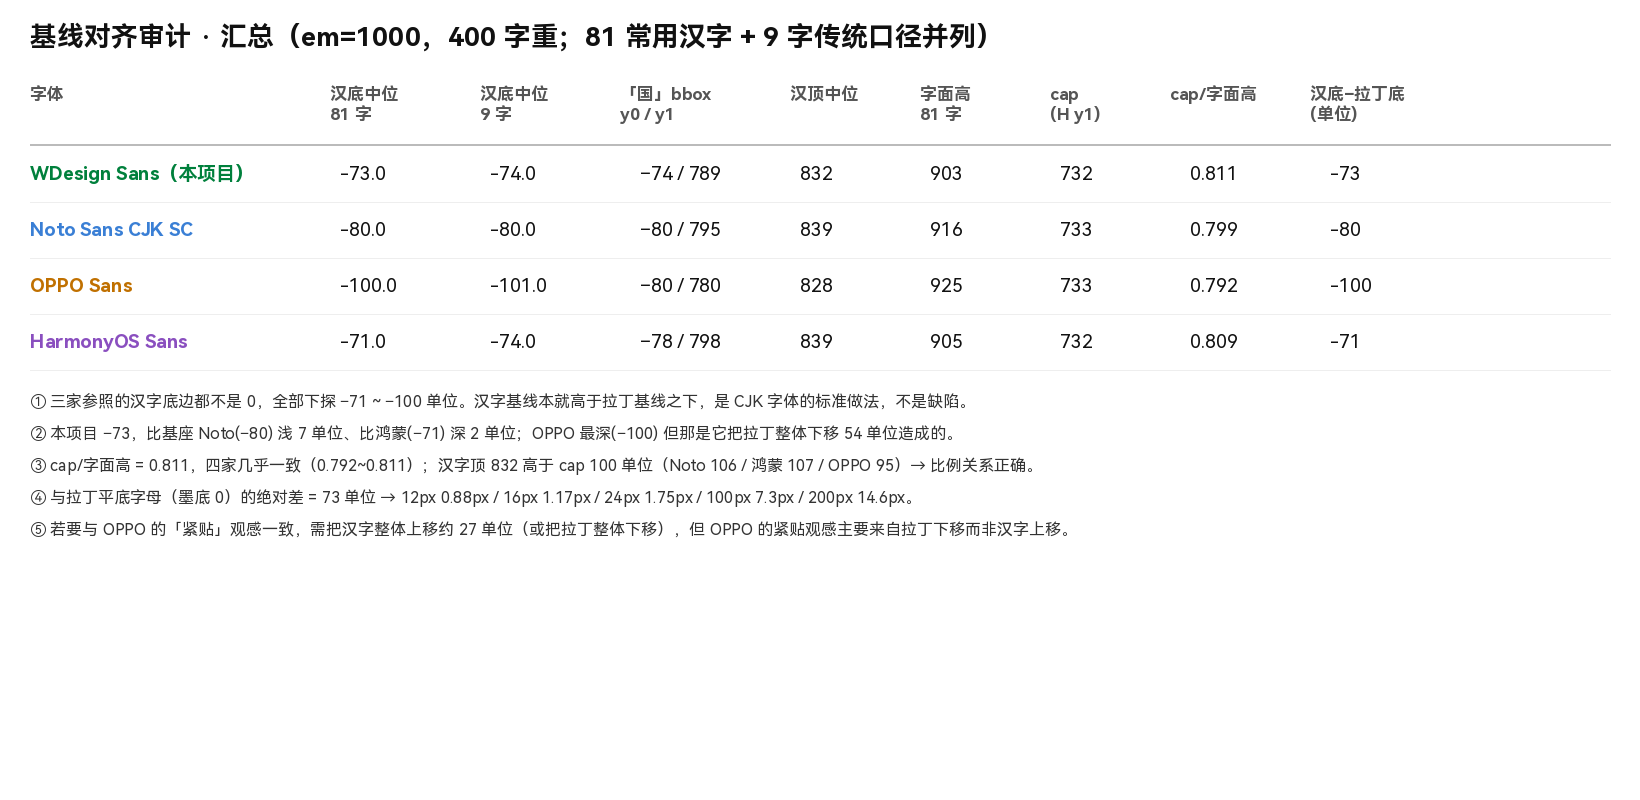 基线对齐审计 · 汇总（em=1000，400 字重；81 常用汉字 + 9 字传统口径并列）
字体 汉底中位 81 字 汉底中位 9 字 「国」bbox y0 / y1 汉顶中位 字面高 81 字 cap (H y1) cap/字面高 汉底−拉丁底 (单位)
WDesign Sans（本项目） -73.0 -74.0 −74 / 789 832 903 732 0.811 -73
Noto Sans CJK SC -80.0 -80.0 −80 / 795 839 916 733 0.799 -80
OPPO Sans -100.0 -101.0 −80 / 780 828 925 733 0.792 -100
HarmonyOS Sans -71.0 -74.0 −78 / 798 839 905 732 0.809 -71
① 三家参照的汉字底边都不是 0，全部下探 −71 ~ −100 单位。汉字基线本就高于拉丁基线之下，是 CJK 字体的标准做法，不是缺陷。
② 本项目 −73，比基座 Noto(−80) 浅 7 单位、比鸿蒙(−71) 深 2 单位；OPPO 最深(−100) 但那是它把拉丁整体下移 54 单位造成的。
③ cap/字面高 = 0.811，四家几乎一致（0.792~0.811）；汉字顶 832 高于 cap 100 单位（Noto 106 / 鸿蒙 107 / OPPO 95）→ 比例关系正确。
④ 与拉丁平底字母（墨底 0）的绝对差 = 73 单位 → 12px 0.88px / 16px 1.17px / 24px 1.75px / 100px 7.3px / 200px 14.6px。
⑤ 若要与 OPPO 的「紧贴」观感一致，需把汉字整体上移约 27 单位（或把拉丁整体下移），但 OPPO 的紧贴观感主要来自拉丁下移而非汉字上移。